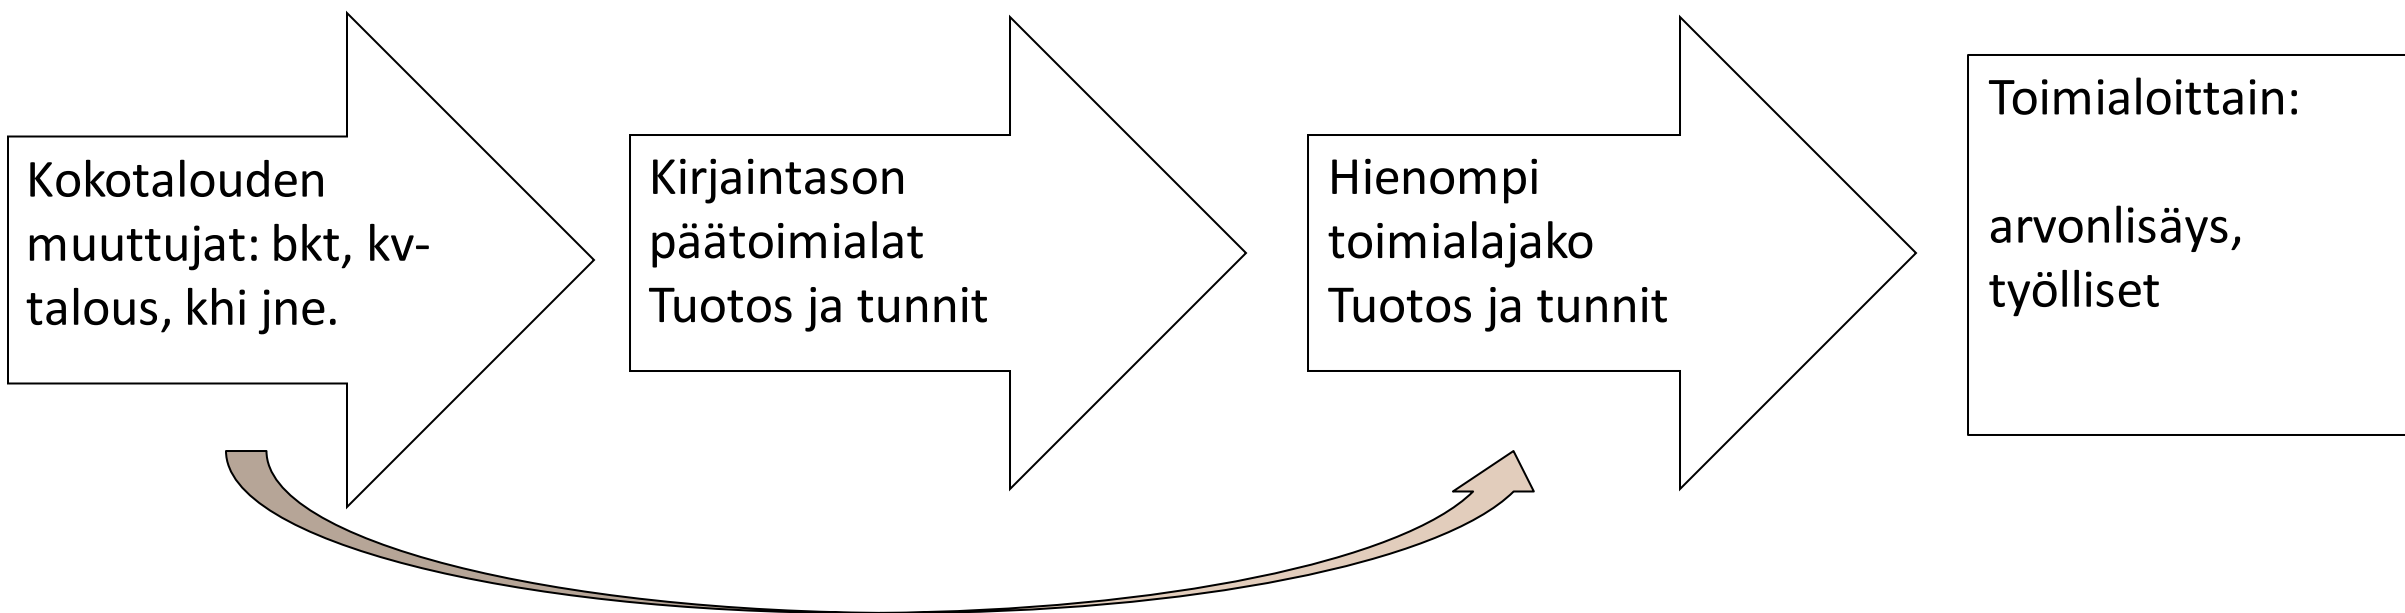 Kokotalouden
muuttujat: bkt, kv-
talous, khi jne.
Kirjaintason
päätoimialat
Tuotos ja tunnit
Hienompi
toimialajako
Tuotos ja tunnit
Toimialoittain:
arvonlisäys,
työlliset